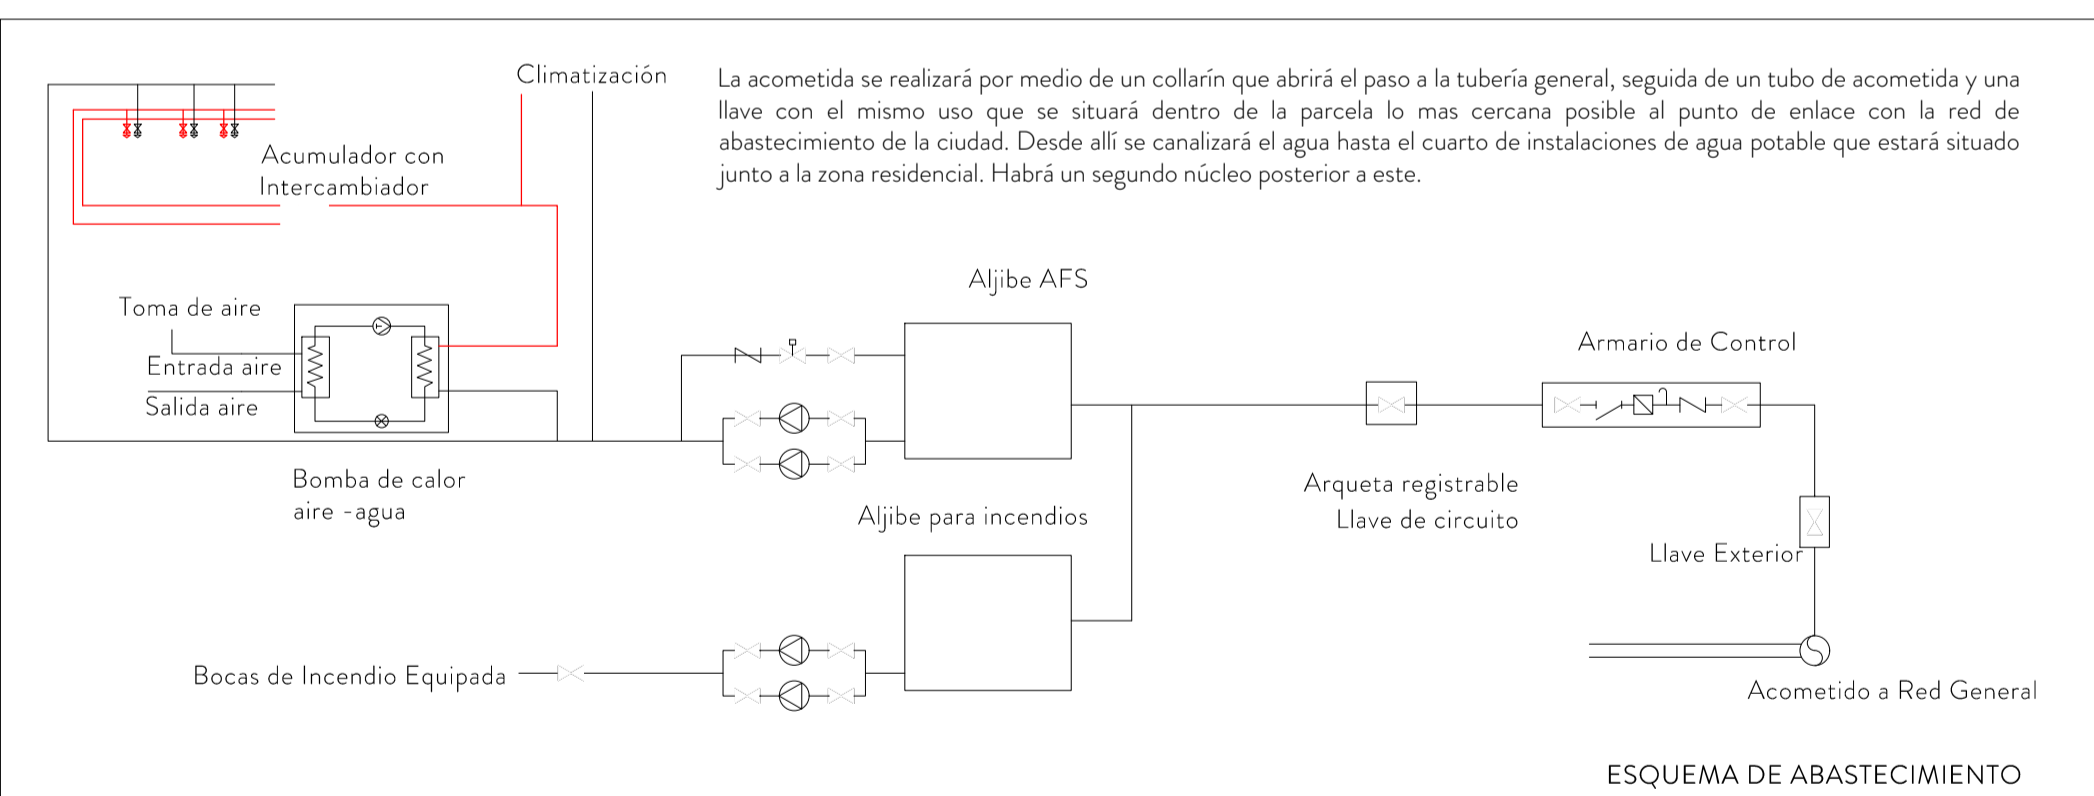 Climatización
La acometida se realizará por medio de un collarín que abrirá el paso a la tubería general, seguida de un tubo de acometida y una
llave con el mismo uso que se situará dentro de la parcela lo mas cercana posible al punto de enlace con la red de
abastecimiento de la ciudad. Desde allí se canalizará el agua hasta el cuarto de instalaciones de agua potable que estará situado
junto a la zona residencial. Habrá un segundo núcleo posterior a este.
Acumulador con
Intercambiador
Aljibe AFS
Toma de aire
Entrada aire
Salida aire
Armario de Control
Bomba de calor
aire -agua
Arqueta registrable
Llave de circuito
Aljibe para incendios
Llave Exterior
Bocas de Incendio Equipada
Acometido a Red General
ESQUEMA DE ABASTECIMIENTO